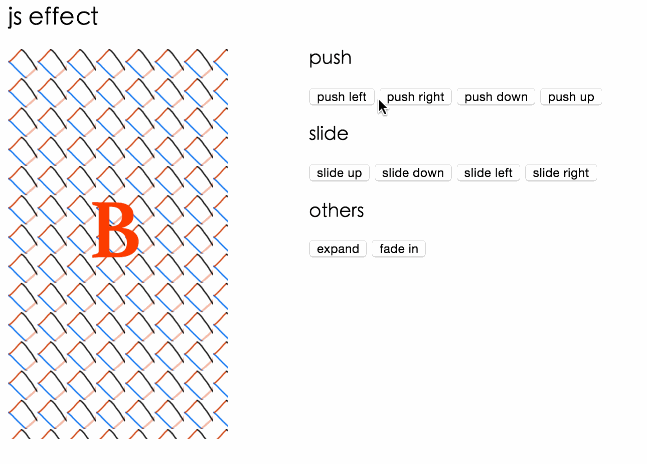 js effect
B
push
push left push right push down push up
slide
slide up slide down slide left slide right
others
expand fade in